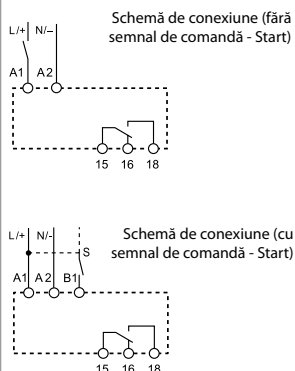 Schemă de conexiune (fără
semnal de comandă - Start)
L/+ N/–
A1 A2
15 16 18
Schemă de conexiune (cu
semnal de comandă - Start)
L/+ N/-
S
A1 A2 B1
15 16 18